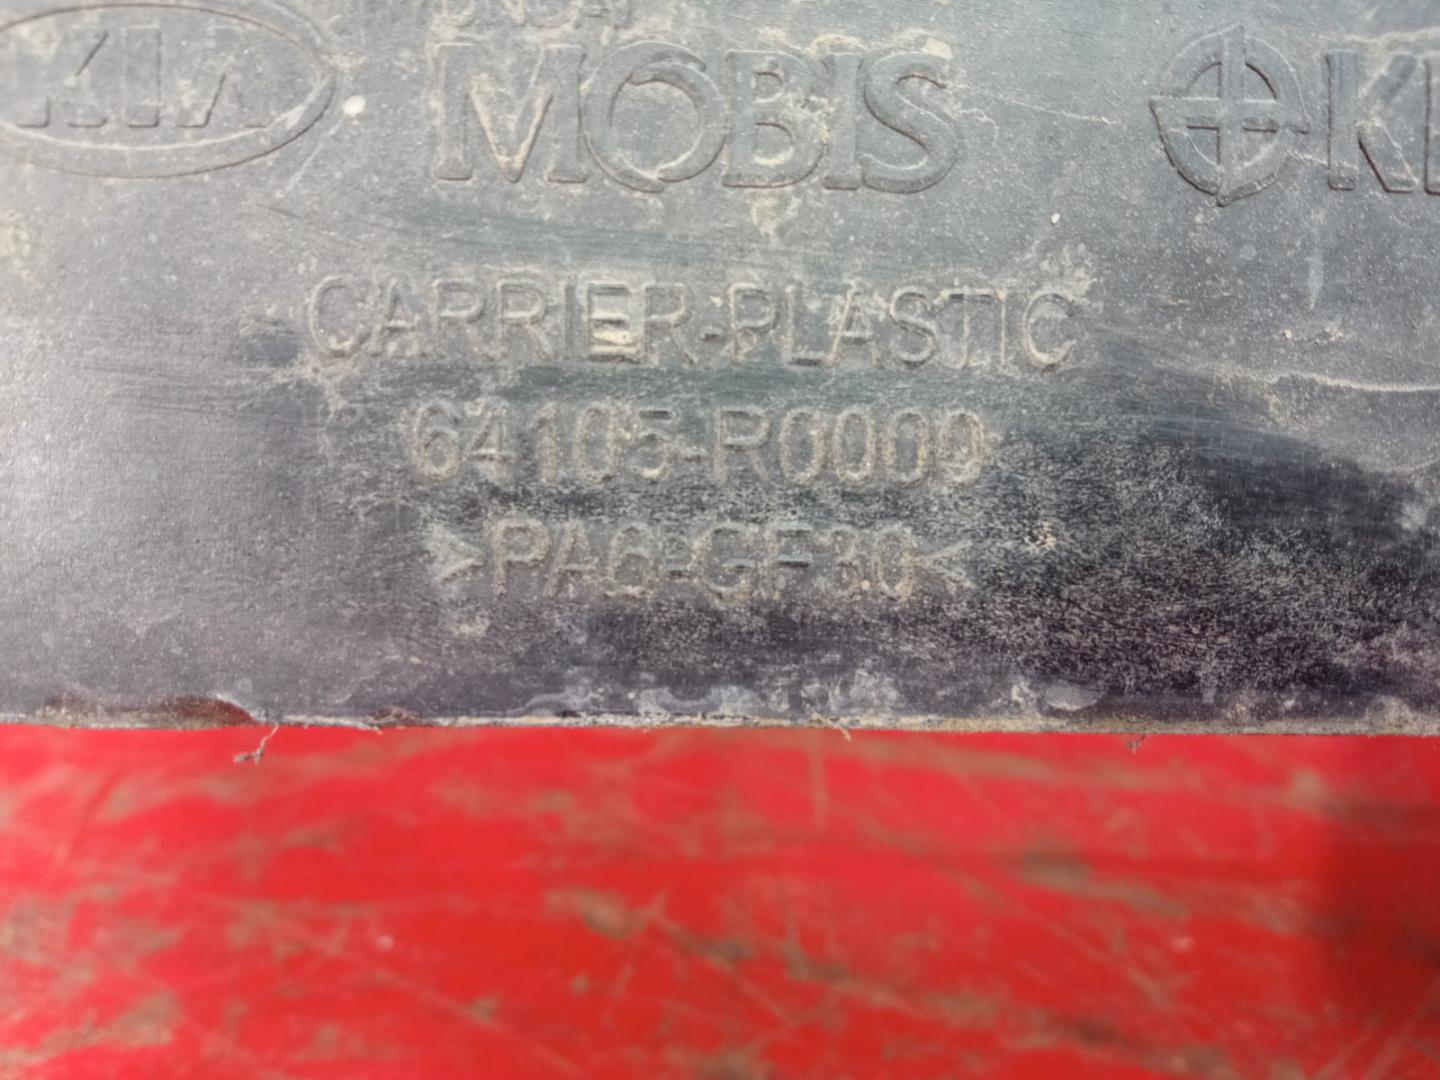 KIA MOBIS
CARRIER-PLASTIC
64105-R0000
>PA6-GF30<